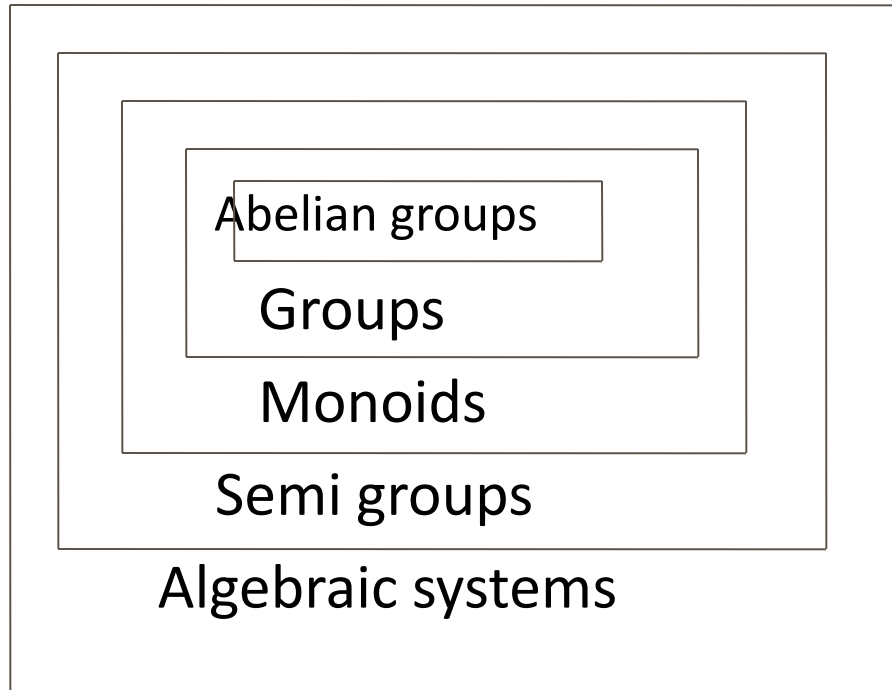 Abelian groups
Groups
Monoids
Semi groups
Algebraic systems